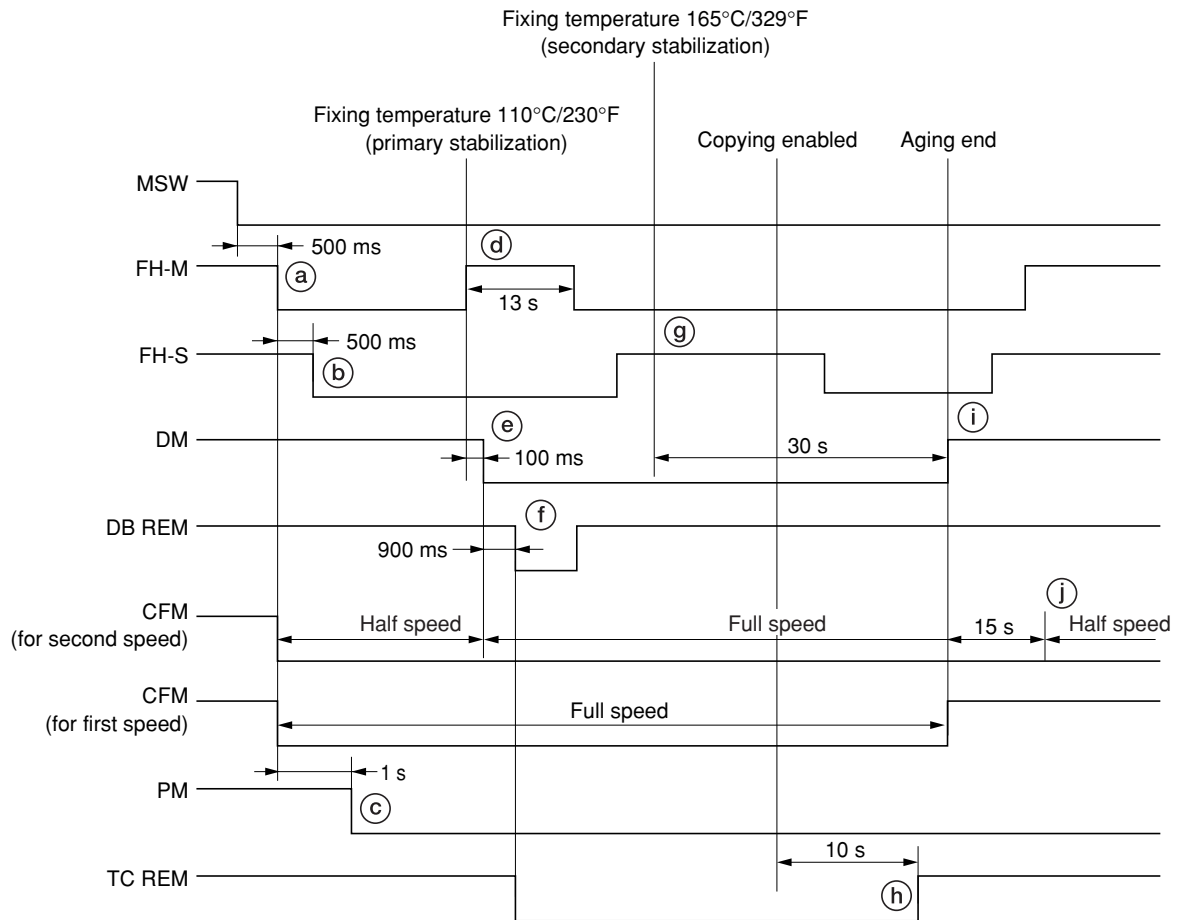 Fixing temperature 165°C/329°F
(secondary stabilization)
Fixing temperature 110°C/230°F
(primary stabilization)
Copying enabled
Aging end
MSW
500 ms
d
FH-M
a
13 s
500 ms
g
FH-S
b
e
i
DM
100 ms
30 s
f
DB REM
900 ms
j
CFM
(for second speed)
Half speed
Full speed
15 s
Half speed
CFM
(for first speed)
Full speed
1 s
PM
c
10 s
TC REM
h